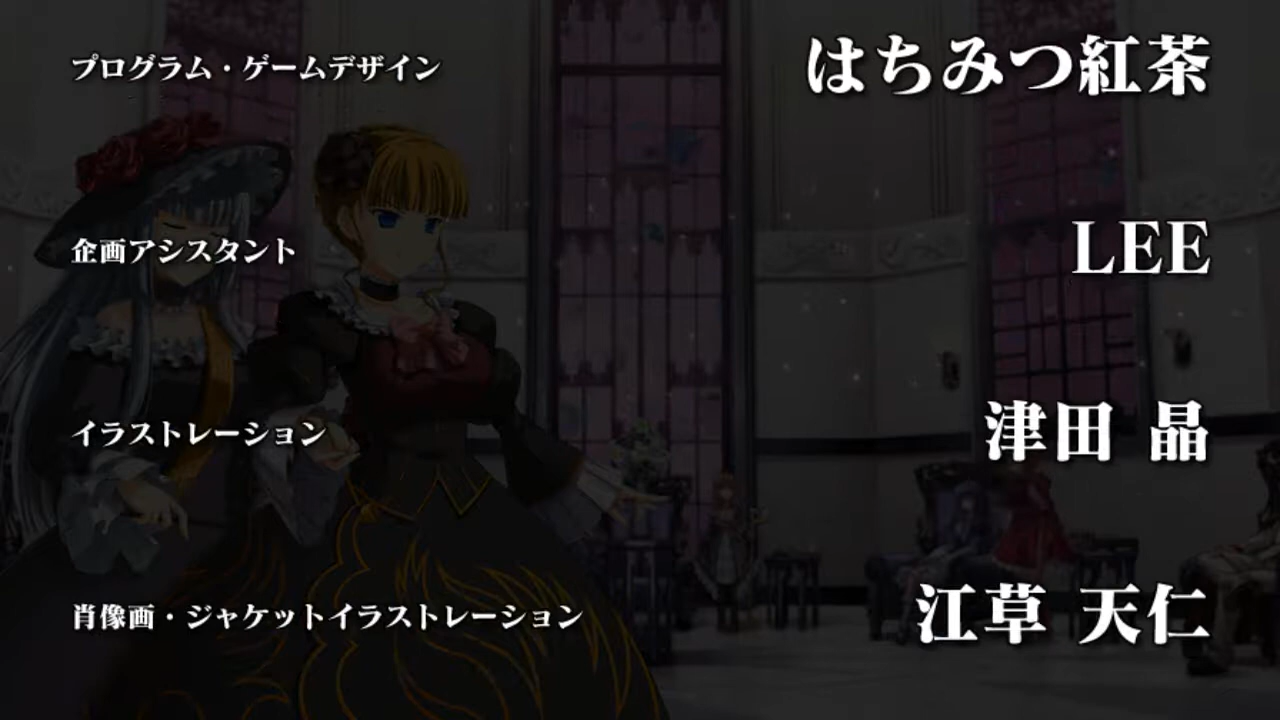 プログラム・ゲームデザイン
はちみつ紅茶
企画アシスタント
LEE
イラストレーション
津田 晶
肖像画・ジャケットイラストレーション
江草 天仁